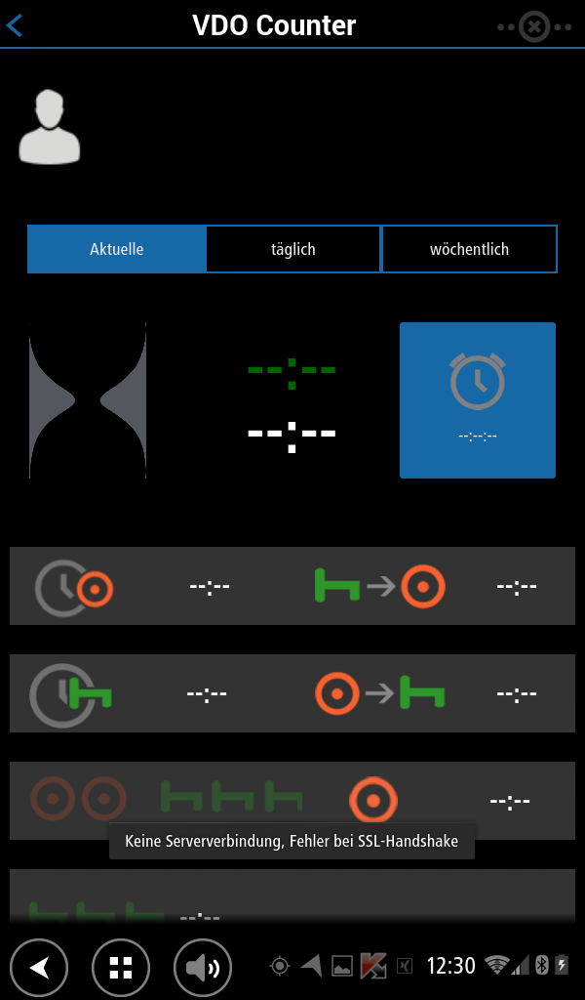 VDO Counter
Aktuelle
täglich
wöchentlich
--:--
--:--
--:--:--
--:--
--:--
--:--
--:--
--:--
Keine Serververbindung, Fehler bei SSL-Handshake
--:--
12:30